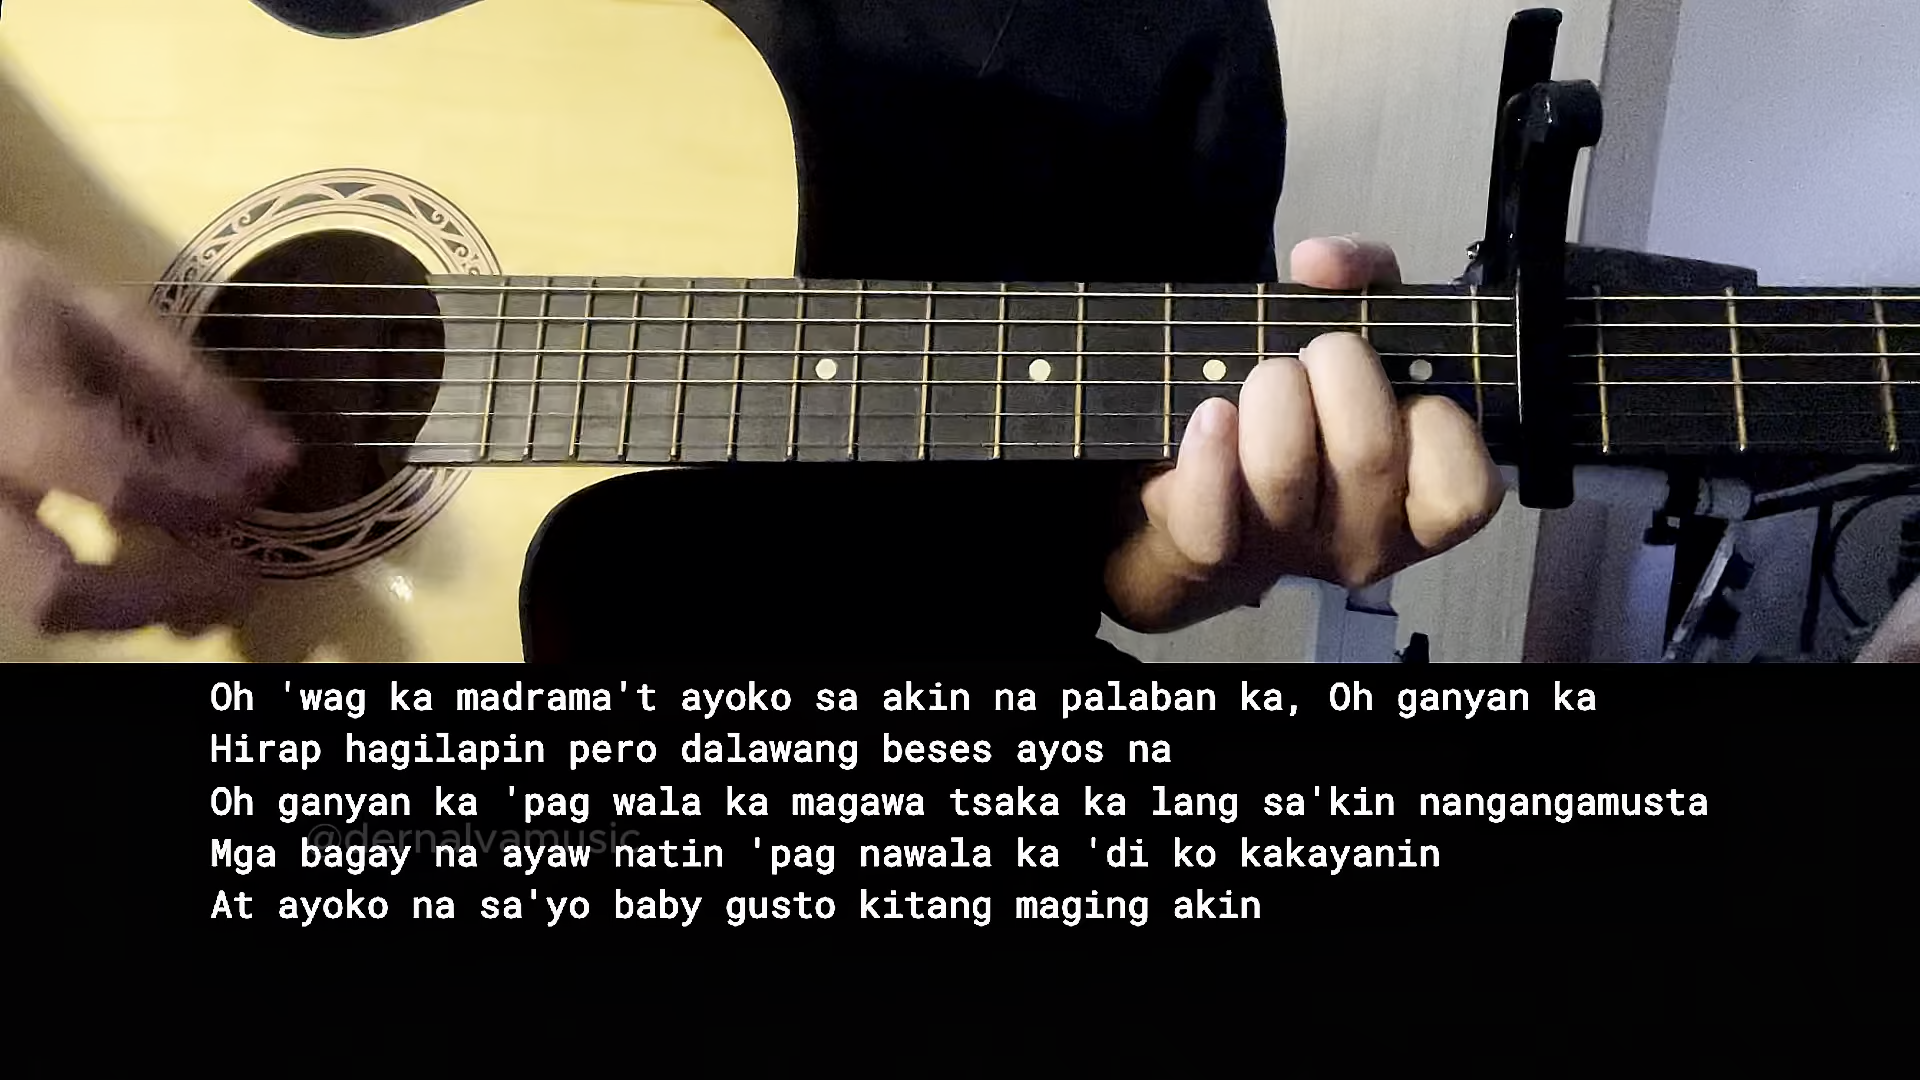 Oh 'wag ka madrama't ayoko sa akin na palaban ka, Oh ganyan ka
Hirap hagilapin pero dalawang beses ayos na
Oh ganyan ka 'pag wala ka magawa tsaka ka lang sa'kin nangangamusta
@dernalvamusic
Mga bagay na ayaw natin 'pag nawala ka 'di ko kakayanin
At ayoko na sa'yo baby gusto kitang maging akin